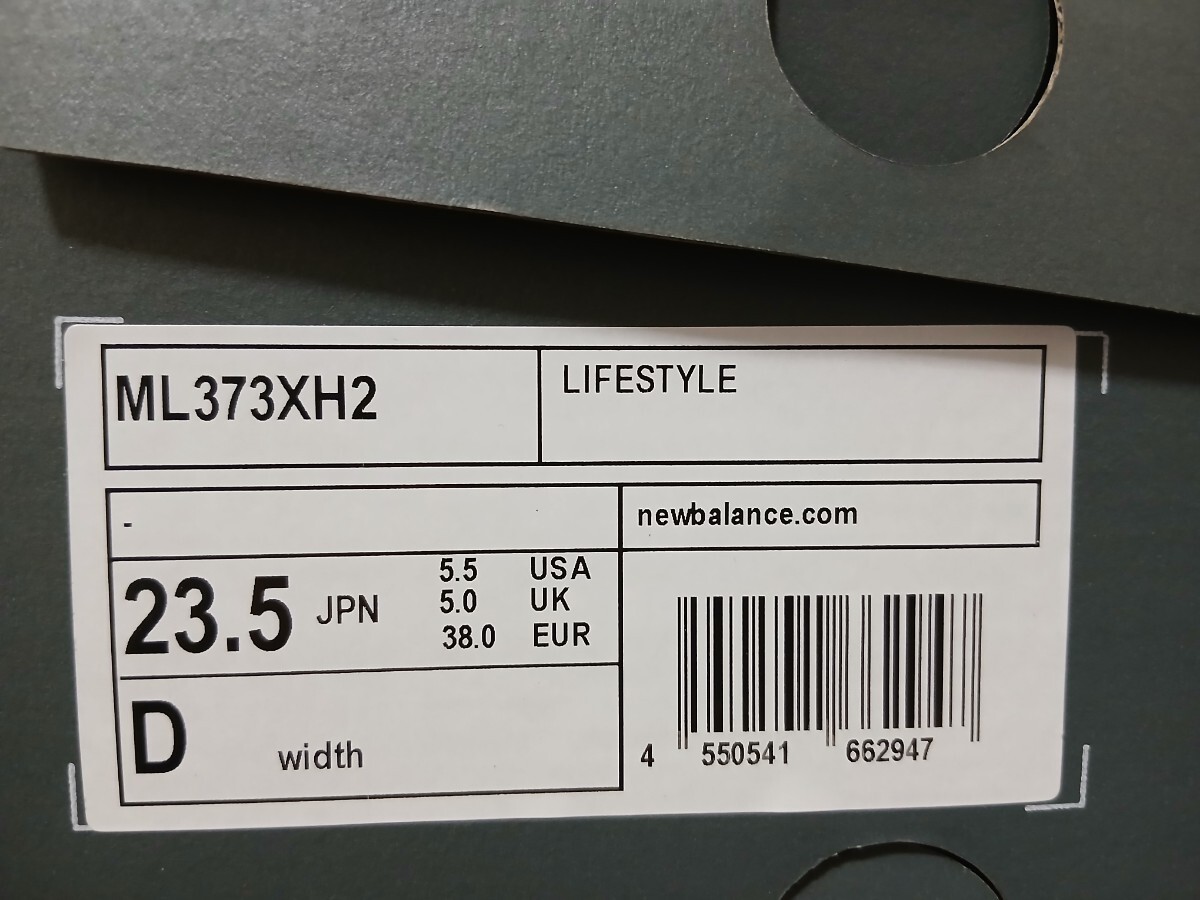 ML373XH2
LIFESTYLE
-
newbalance.com
23.5 JPN
5.5 USA
5.0 UK
38.0 EUR
D width
4 550541 662947